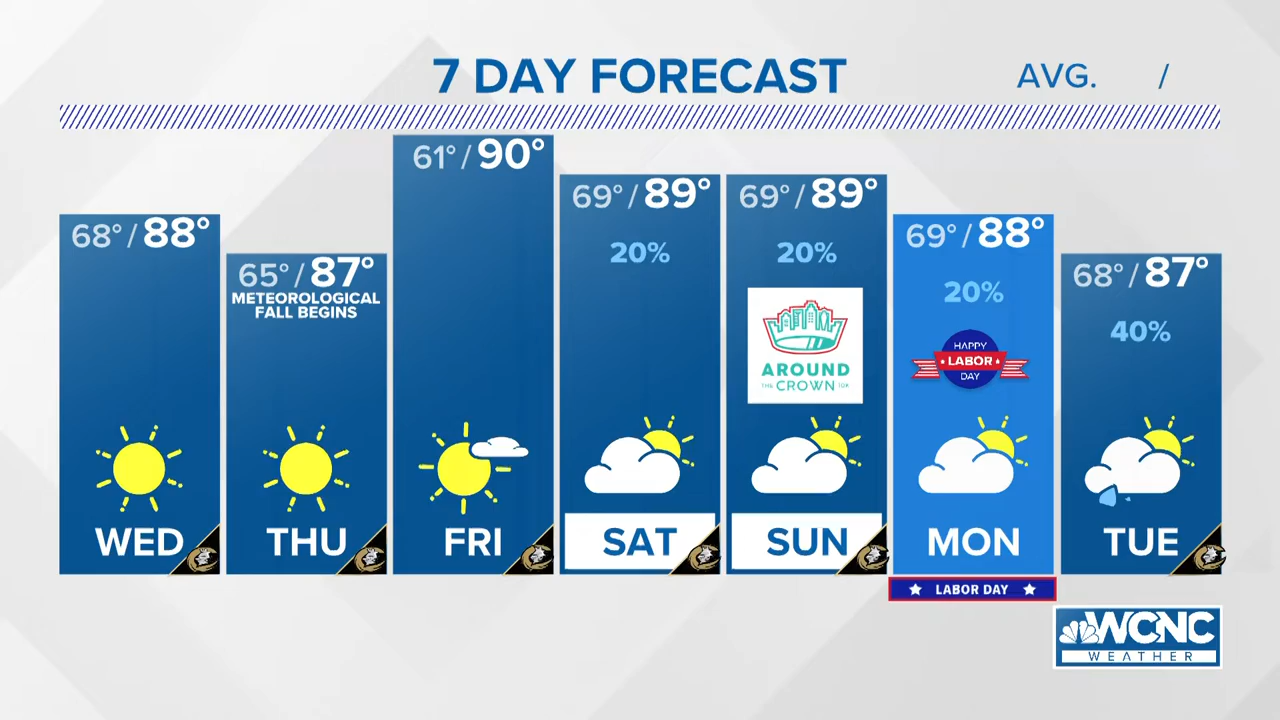 7 DAY FORECAST
AVG. /
68°/88°
WED
65°/87°
METEOROLOGICAL
FALL BEGINS
THU
61°/90°
FRI
69°/89°
20%
SAT
69°/89°
20%
AROUND
THE CROWN 10K
SUN
69°/88°
20%
HAPPY
LABOR
DAY
MON
LABOR DAY
68°/87°
40%
TUE
WCNC
WEATHER